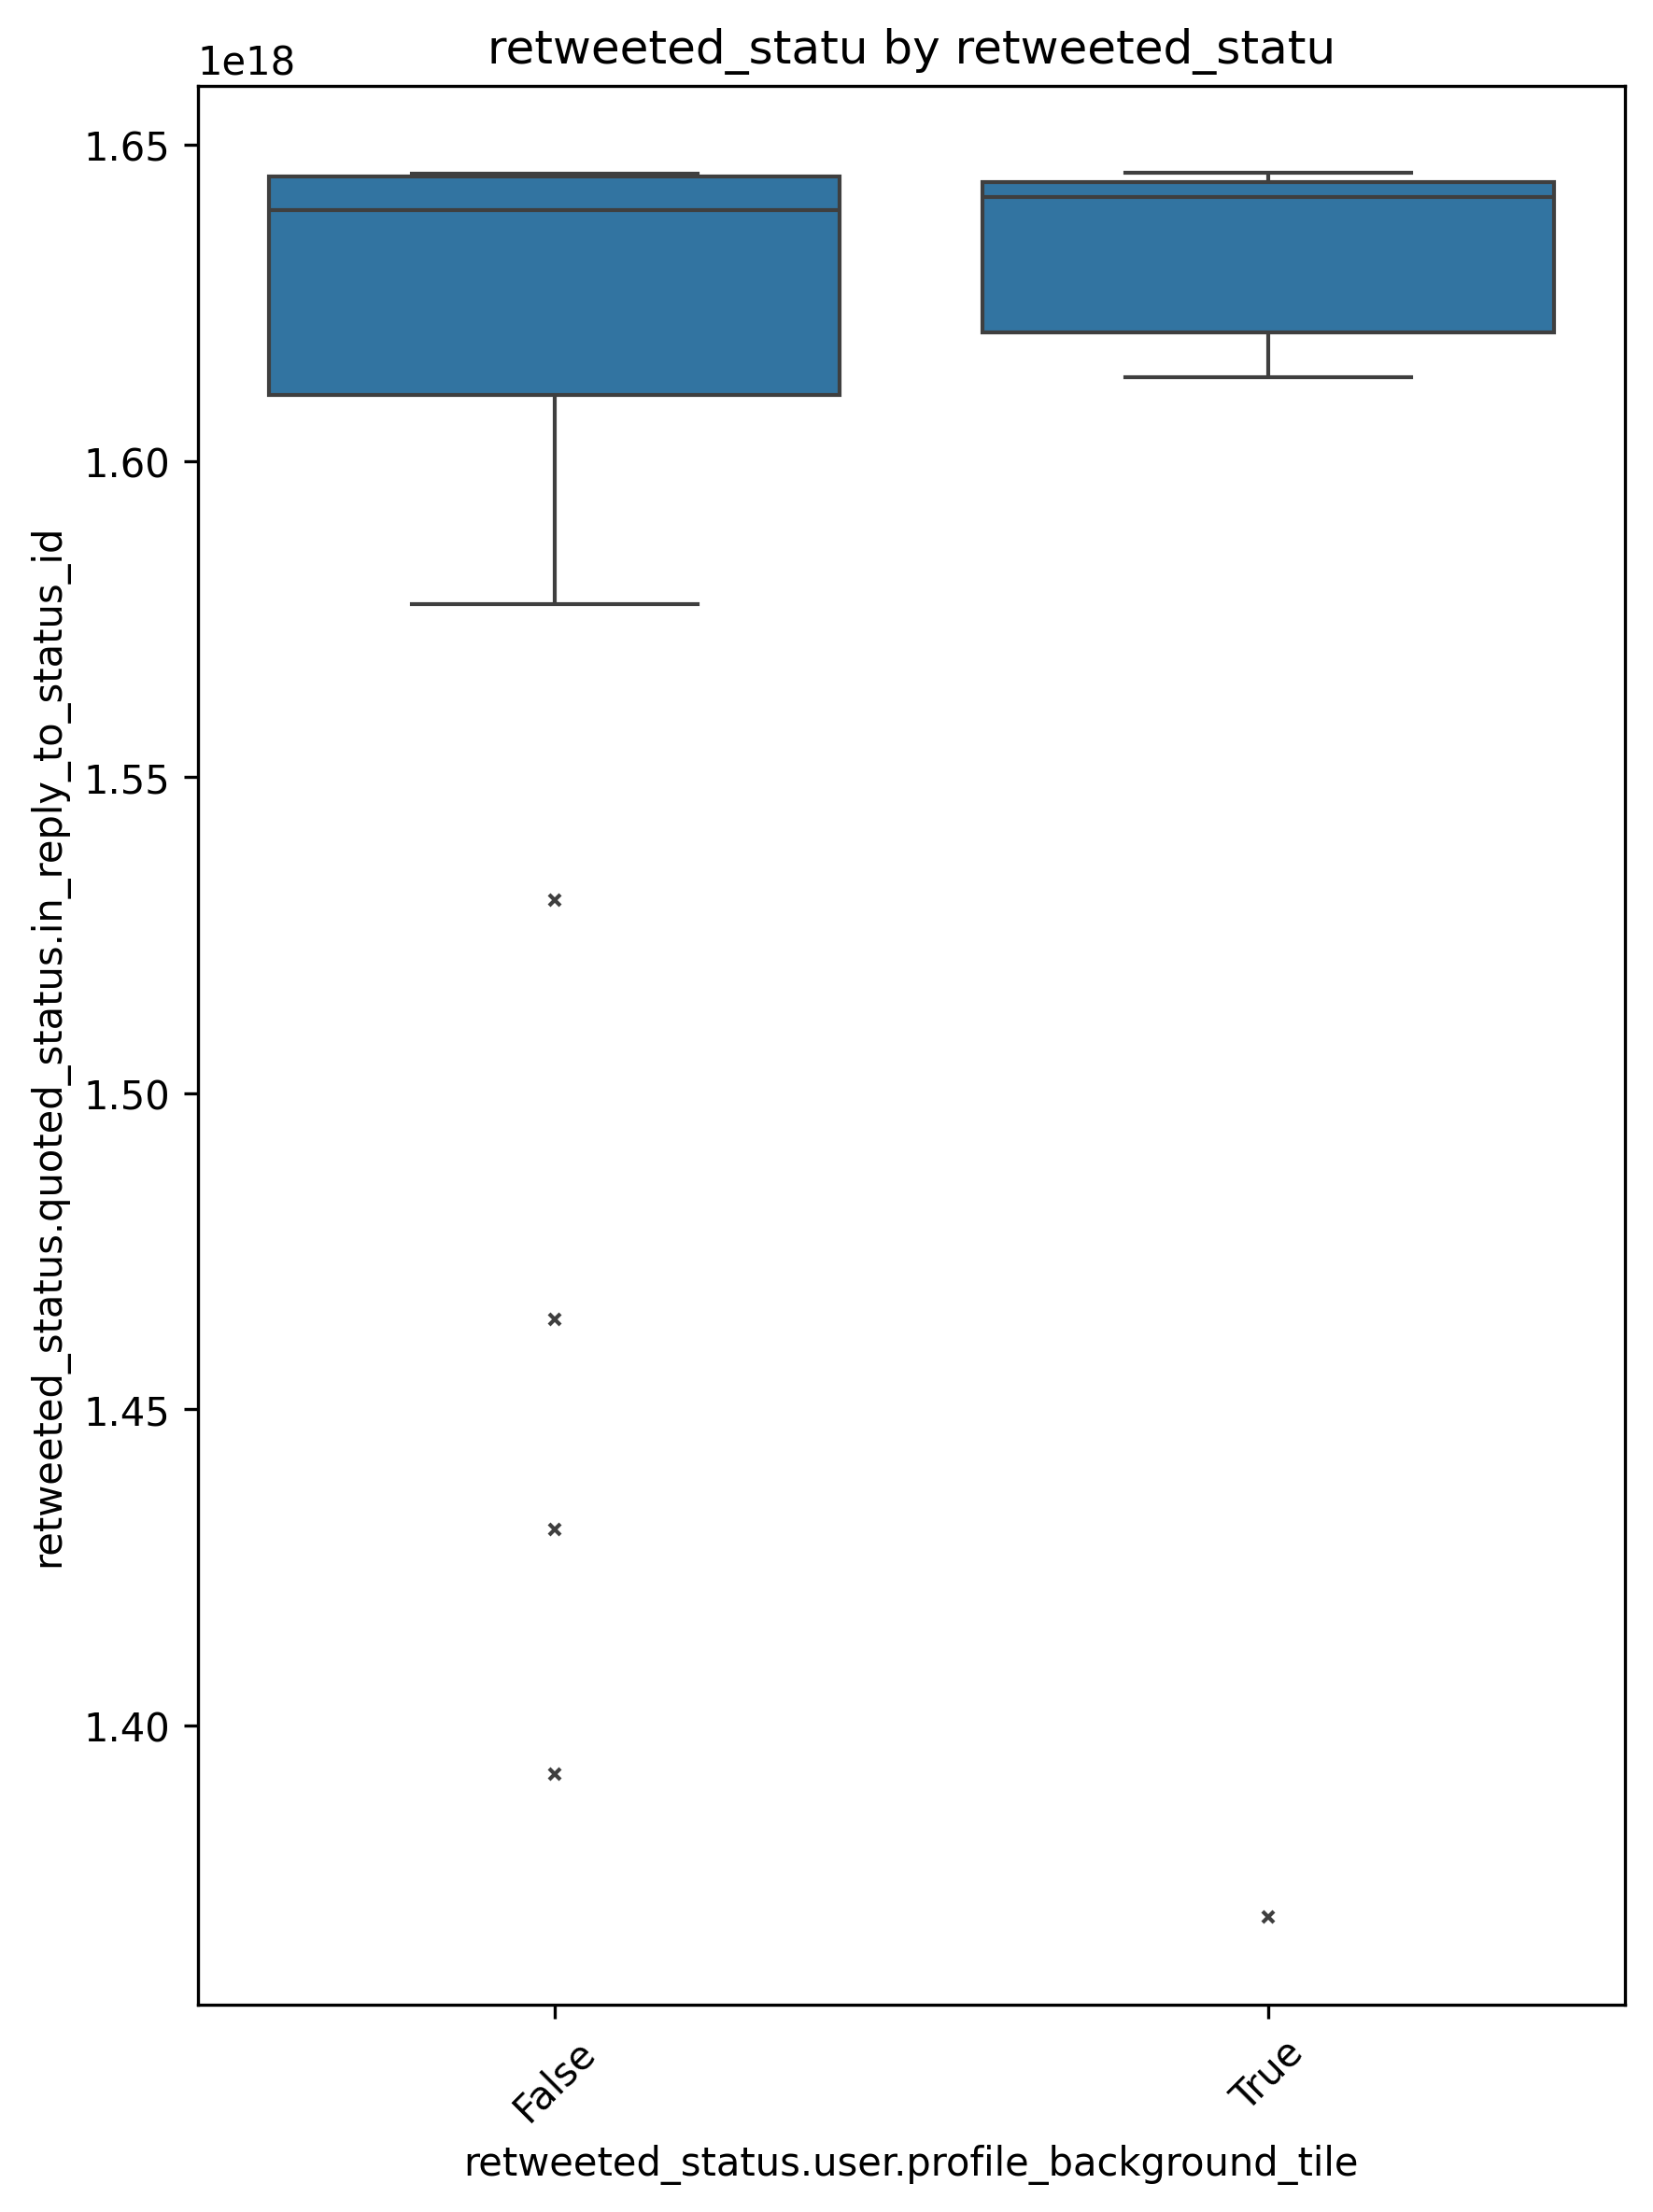 retweeted_statu by retweeted_statu
1e18
1.65
1.60
1.55
1.50
1.45
1.40
retweeted_status.quoted_status.in_reply_to_status_id
False
True
retweeted_status.user.profile_background_tile